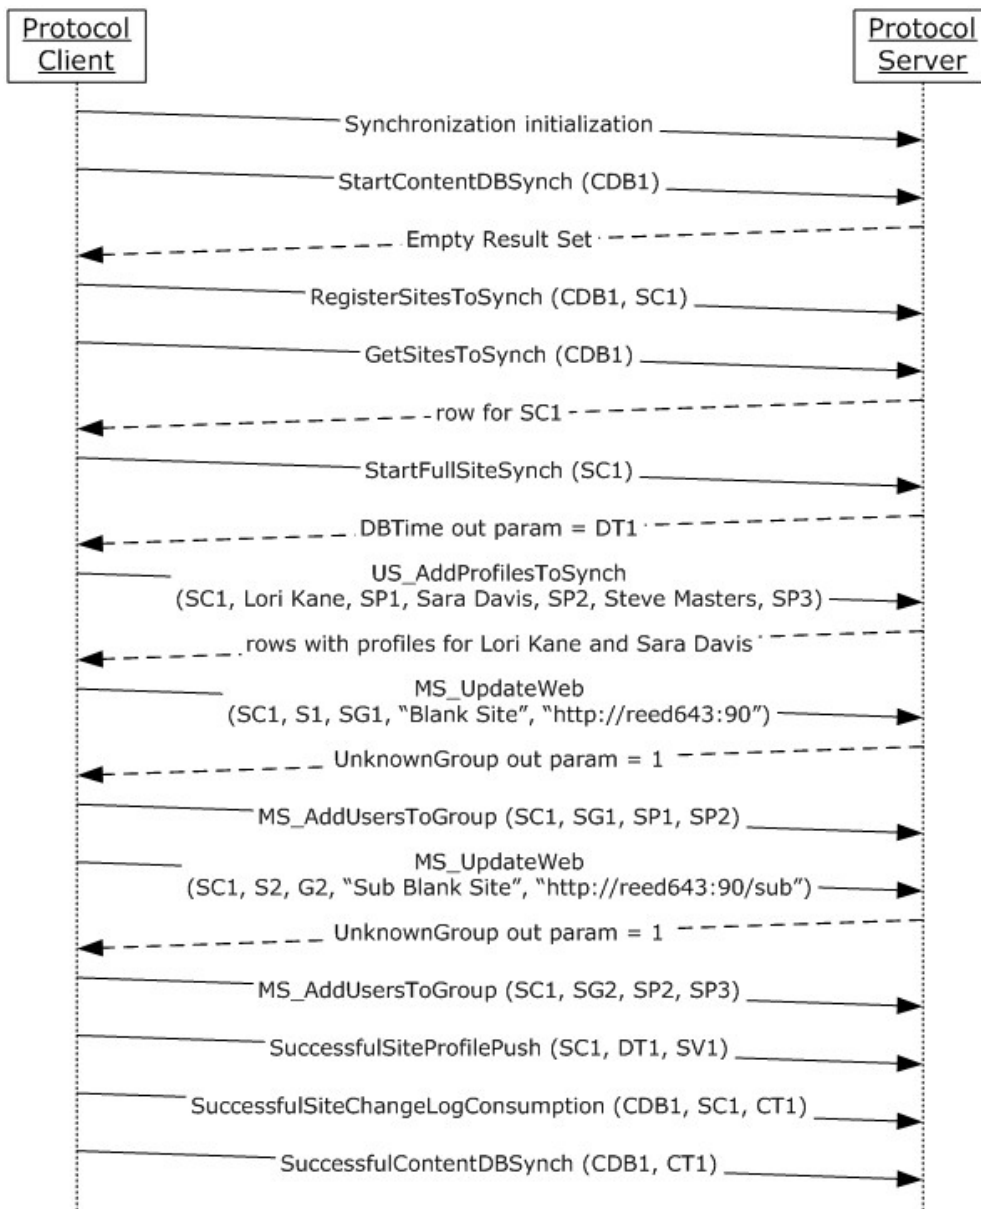 Protocol
Client
Protocol
Server
Synchronization initialization
StartContentDBSynch (CDB1)
Empty Result Set
RegisterSitesToSynch (CDB1, SC1)
GetSitesToSynch (CDB1)
row for SC1
StartFullSiteSynch (SC1)
DBTime out param = DT1
US_AddProfilesToSynch
(SC1, Lori Kane, SP1, Sara Davis, SP2, Steve Masters, SP3)
rows with profiles for Lori Kane and Sara Davis
MS_UpdateWeb
(SC1, S1, SG1, “Blank Site”, “http://reed643:90”)
UnknownGroup out param = 1
MS_AddUsersToGroup (SC1, SG1, SP1, SP2)
MS_UpdateWeb
(SC1, S2, G2, “Sub Blank Site”, “http://reed643:90/sub”)
UnknownGroup out param = 1
MS_AddUsersToGroup (SC1, SG2, SP2, SP3)
SuccessfulSiteProfilePush (SC1, DT1, SV1)
SuccessfulSiteChangeLogConsumption (CDB1, SC1, CT1)
SuccessfulContentDBSynch (CDB1, CT1)